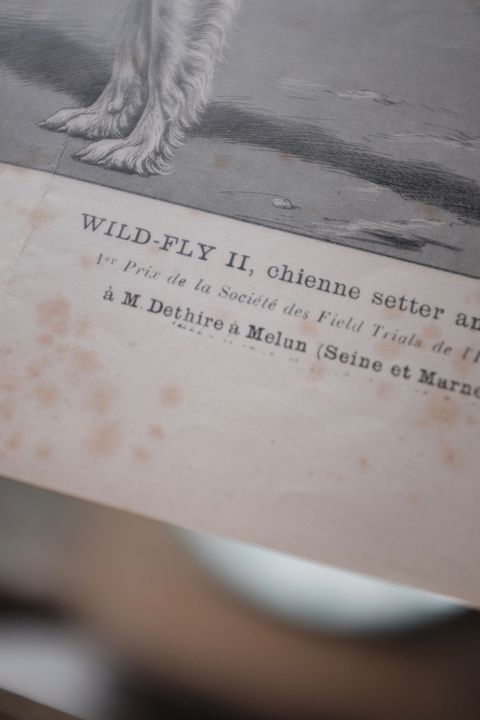 WILD-FLY II, chienne setter an
1er Prix de la Société des Field Trials de l'I
à M. Dethire à Melun (Seine et Marne